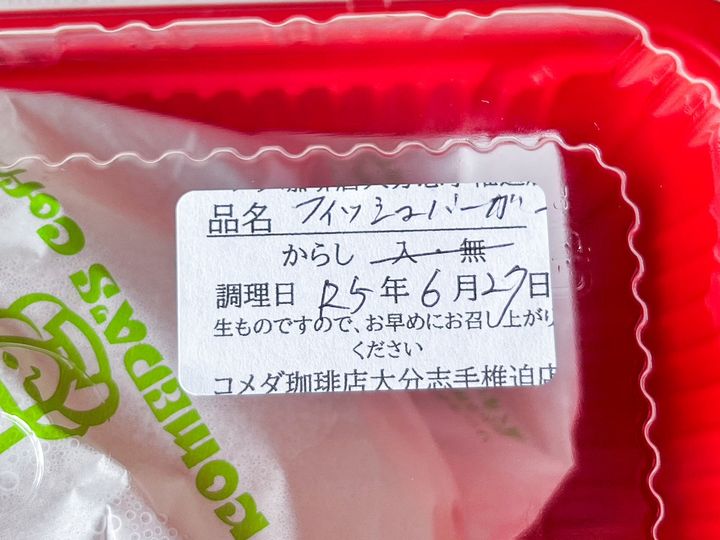 品名 フィッシュバーガー
からし 入・無
調理日 R5年6月27日
生ものですので、お早めにお召し上がり
ください
コメダ珈琲店大分志手椎迫店
KOMEDA'S COF